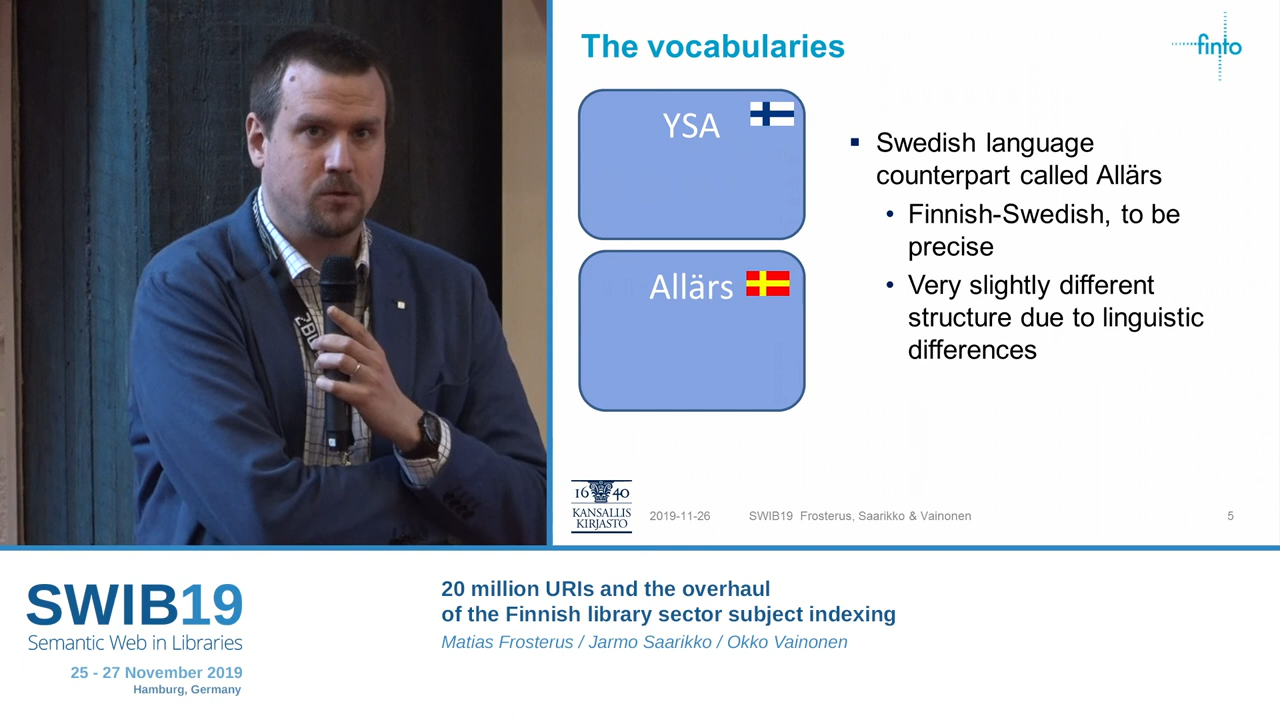 The vocabularies
finto
YSA
Allärs
▪ Swedish language
counterpart called Allärs
• Finnish-Swedish, to be
precise
• Very slightly different
structure due to linguistic
differences
16 40
KANSALLIS
KIRJASTO
2019-11-26 SWIB19 Frosterus, Saarikko & Vainonen 5
SWIB19
Semantic Web in Libraries
25 - 27 November 2019
Hamburg, Germany
20 million URIs and the overhaul
of the Finnish library sector subject indexing
Matias Frosterus / Jarmo Saarikko / Okko Vainonen